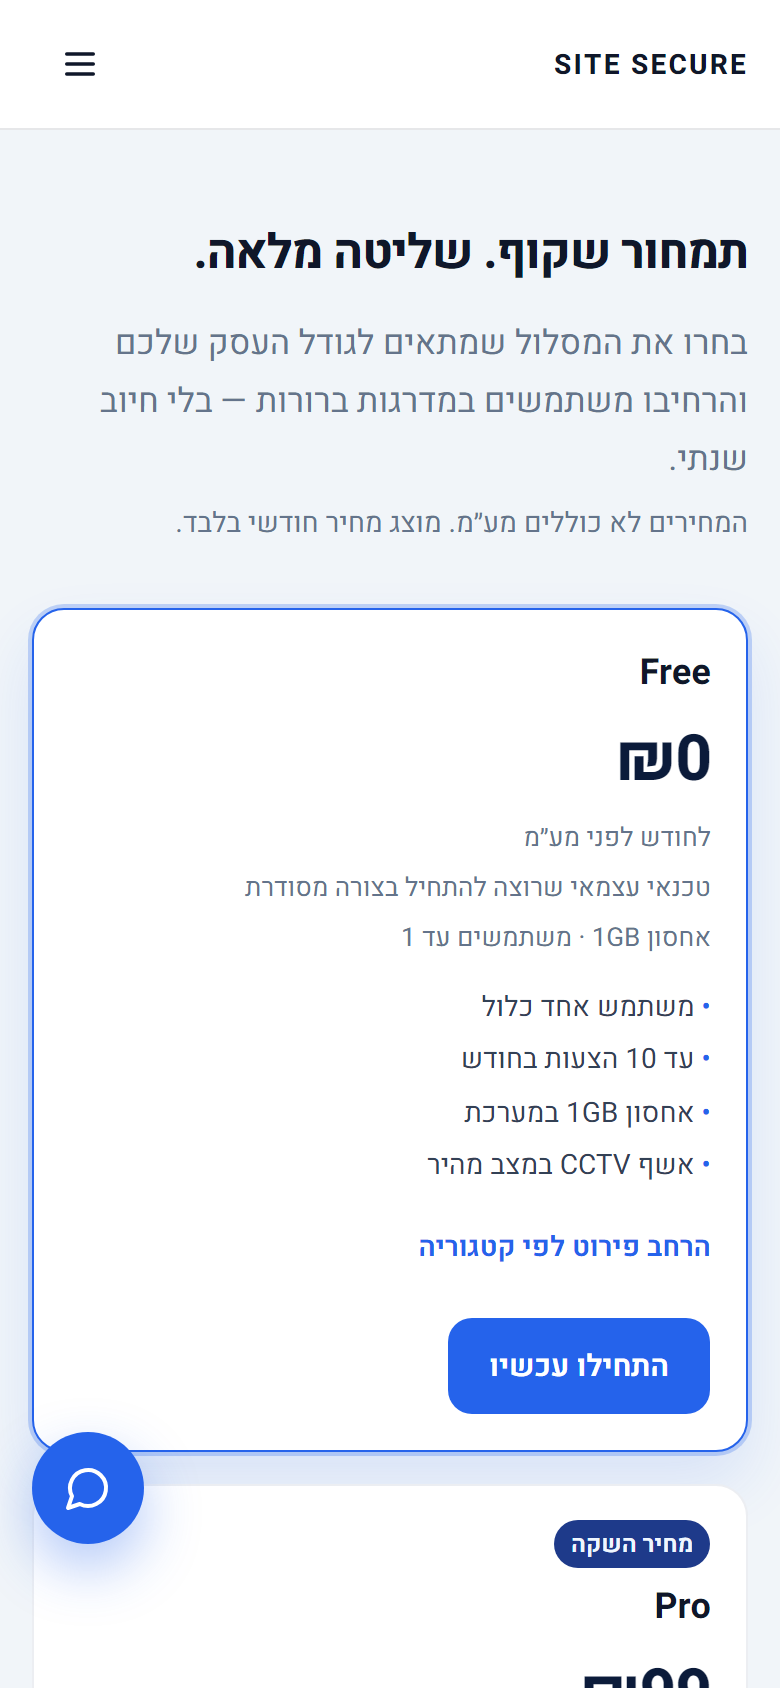 SITE SECURE
תמחור שקוף. שליטה מלאה.
בחרו את המסלול שמתאים לגודל העסק שלכם
והרחיבו משתמשים במדרגות ברורות — בלי חיוב
שנתי.
המחירים לא כוללים מע״מ. מוצג מחיר חודשי בלבד.
Free
₪0
לחודש לפני מע״מ
טכנאי עצמאי שרוצה להתחיל בצורה מסודרת
אחסון 1GB · משתמשים עד 1
• משתמש אחד כלול
• עד 10 הצעות בחודש
• אחסון 1GB במערכת
• אשף CCTV במצב מהיר
הרחב פירוט לפי קטגוריה
התחילו עכשיו
מחיר השקה
Pro